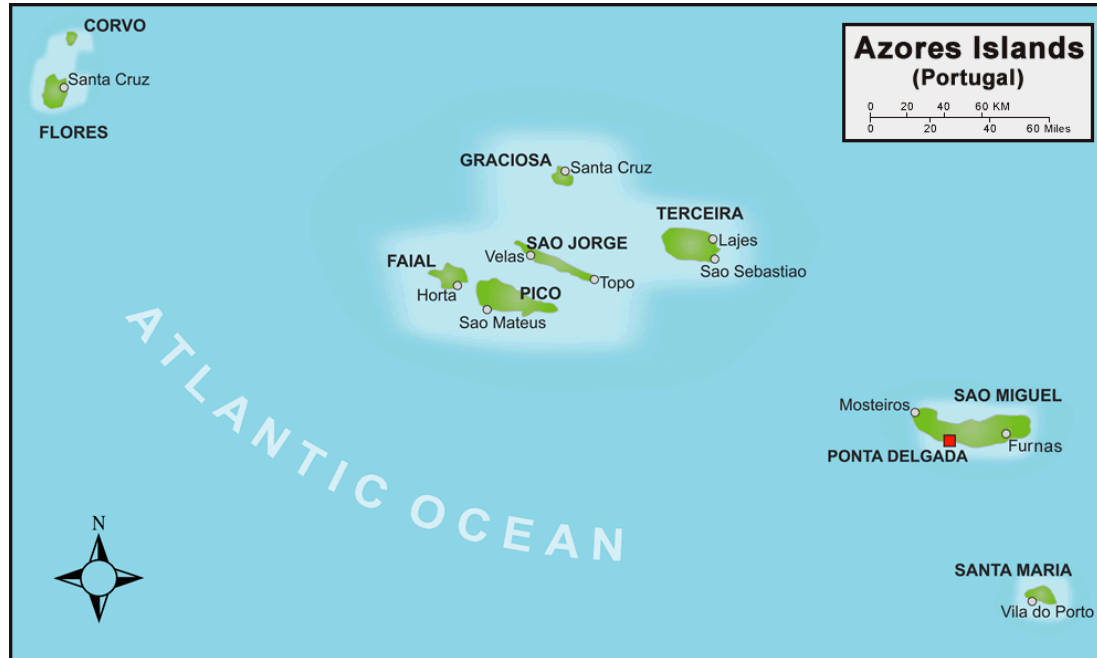 Azores Islands
(Portugal)
0 20 40 60 KM
0 20 40 60 Miles
CORVO
Santa Cruz
FLORES
GRACIOSA
Santa Cruz
TERCEIRA
Lajes
Sao Sebastiao
SAO JORGE
Velas
Topo
FAIAL
Horta
PICO
Sao Mateus
ATLANTIC OCEAN
SAO MIGUEL
Mosteiros
Furnas
PONTA DELGADA
N
SANTA MARIA
Vila do Porto